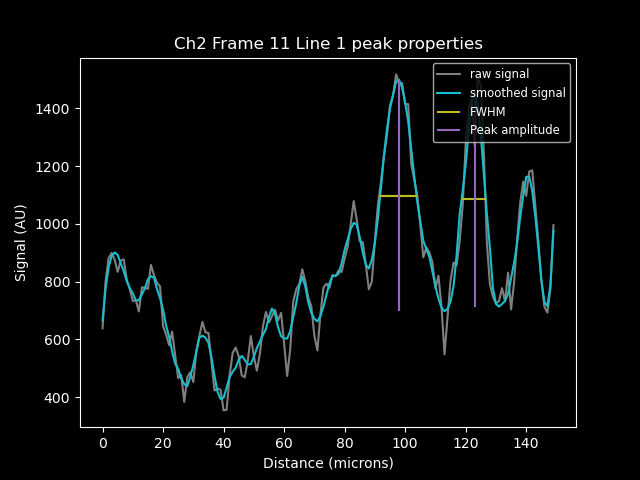 Ch2 Frame 11 Line 1 peak properties
raw signal
smoothed signal
FWHM
Peak amplitude
Signal (AU)
1400
1200
1000
800
600
400
0 20 40 60 80 100 120 140
Distance (microns)